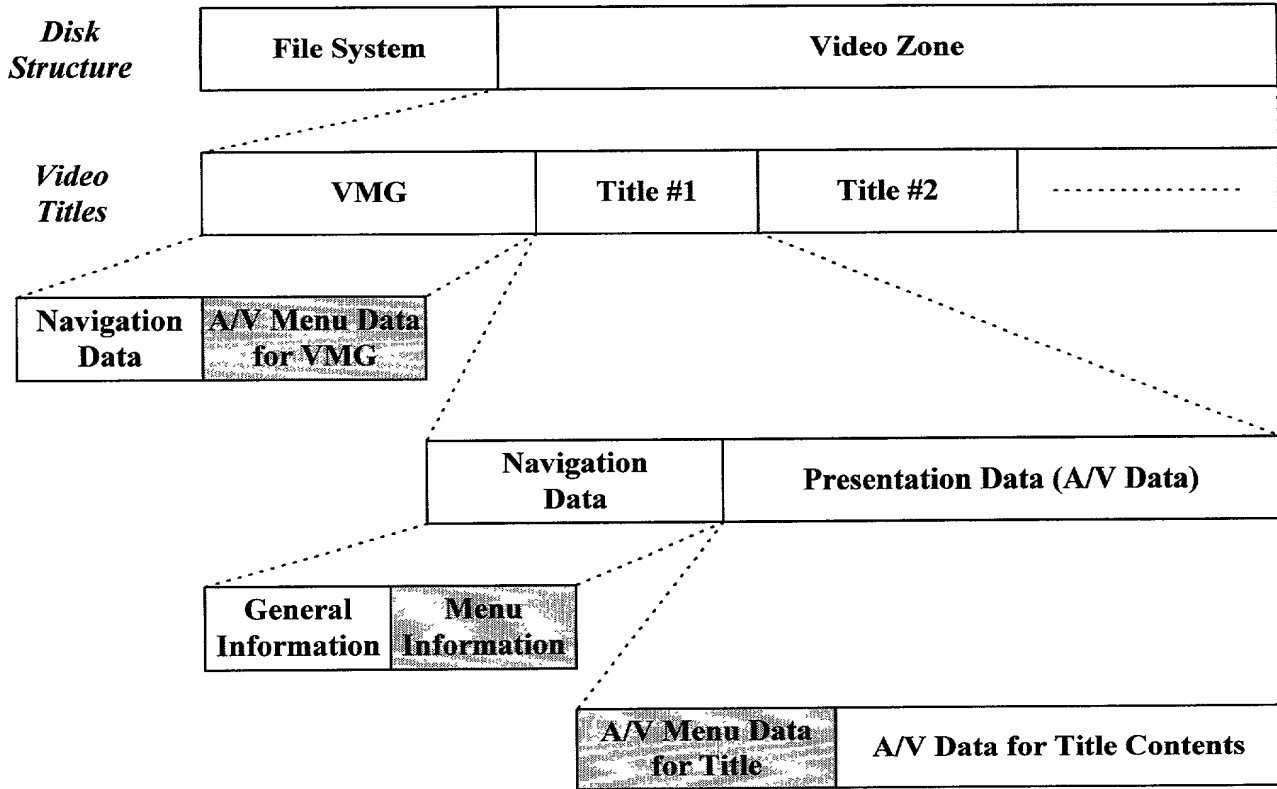 Disk
Structure
File System
Video Zone
Video
Titles
VMG
Title #1
Title #2
Navigation
Data
A/V Menu Data
for VMG
Navigation
Data
Presentation Data (A/V Data)
General
Information
Menu
Information
A/V Menu Data
for Title
A/V Data for Title Contents